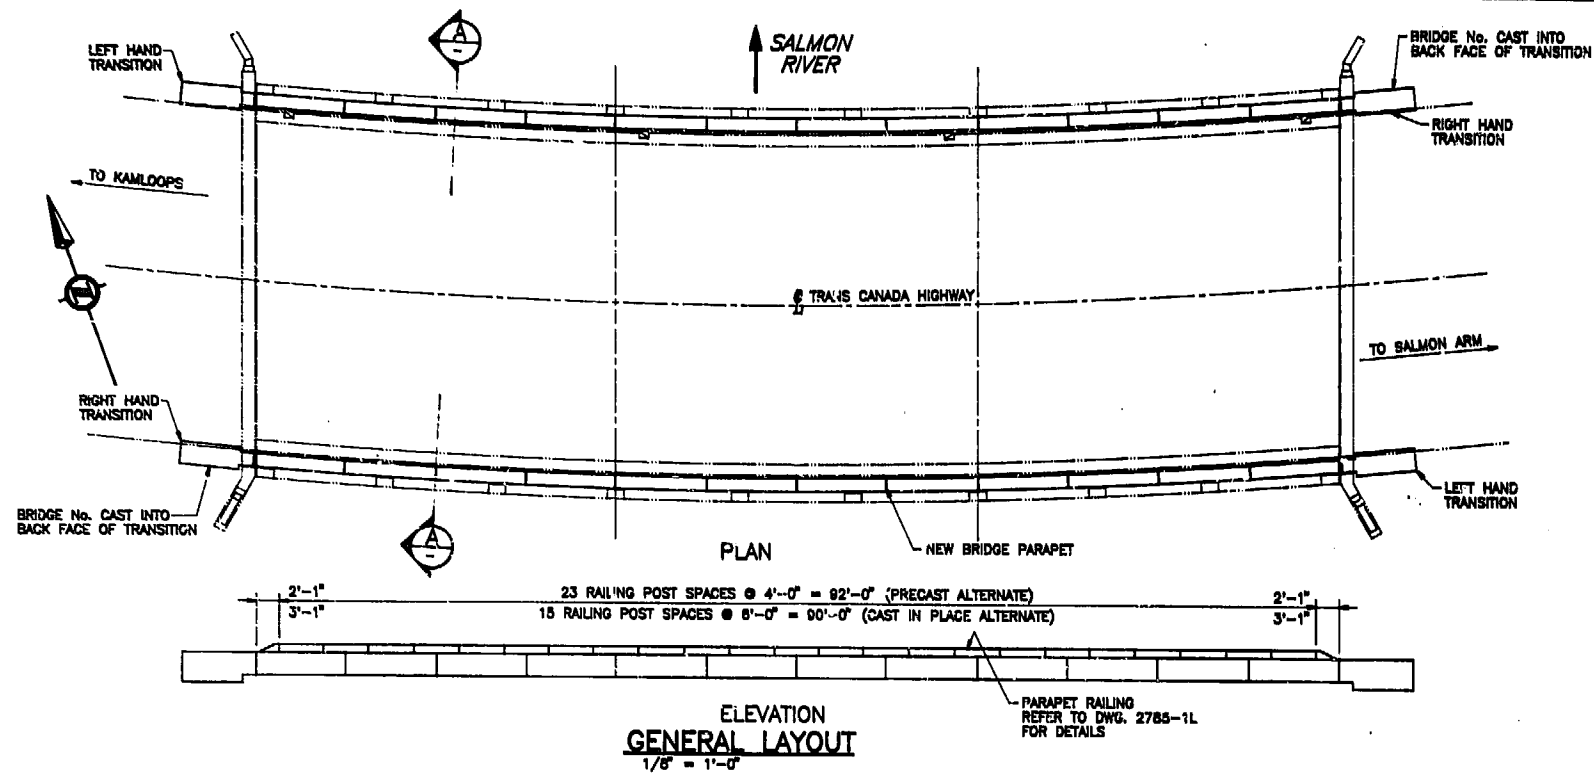 LEFT HAND
TRANSITION
A
-
SALMON
RIVER
BRIDGE No. CAST INTO
BACK FACE OF TRANSITION
RIGHT HAND
TRANSITION
TO KAMLOOPS
TRANS CANADA HIGHWAY
TO SALMON ARM
RIGHT HAND
TRANSITION
BRIDGE No. CAST INTO
BACK FACE OF TRANSITION
LEFT HAND
TRANSITION
A
-
PLAN
NEW BRIDGE PARAPET
2'-1" 23 RAILING POST SPACES @ 4'-0" = 92'-0" (PRECAST ALTERNATE) 2'-1"
3'-1" 15 RAILING POST SPACES @ 6'-0" = 90'-0" (CAST IN PLACE ALTERNATE) 3'-1"
PARAPET RAILING
REFER TO DWG. 2785-1L
FOR DETAILS
ELEVATION
GENERAL LAYOUT
1/8" = 1'-0"